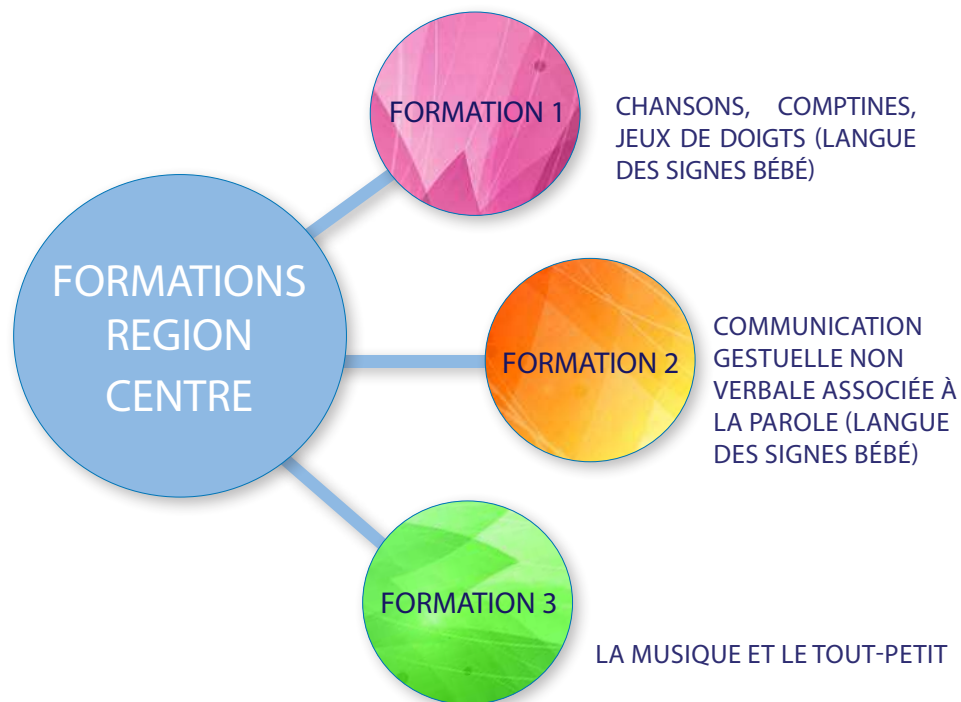 FORMATION 1
CHANSONS, COMPTINES,
JEUX DE DOIGTS (LANGUE
DES SIGNES BÉBÉ)
FORMATIONS
REGION
CENTRE
FORMATION 2
COMMUNICATION
GESTUELLE NON
VERBALE ASSOCIÉE À
LA PAROLE (LANGUE
DES SIGNES BÉBÉ)
FORMATION 3
LA MUSIQUE ET LE TOUT-PETIT